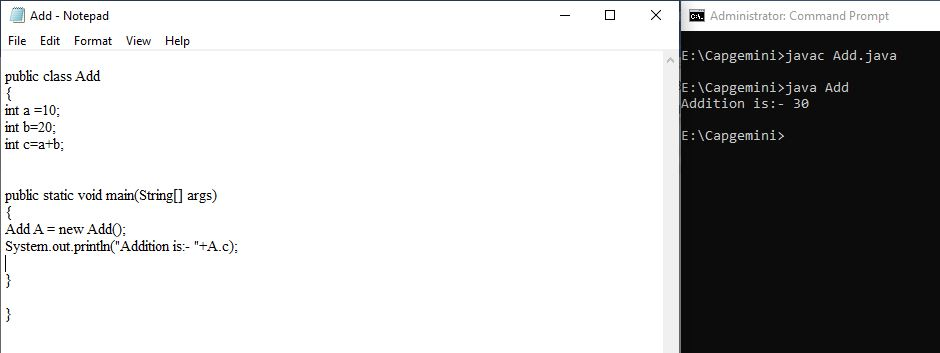 Add - Notepad
File Edit Format View Help
public class Add
{
int a =10;
int b=20;
int c=a+b;
public static void main(String[] args)
{
Add A = new Add();
System.out.println("Addition is:- "+A.c);
}
}
Administrator: Command Prompt
E:\Capgemini>javac Add.java
E:\Capgemini>java Add
Addition is:- 30
E:\Capgemini>